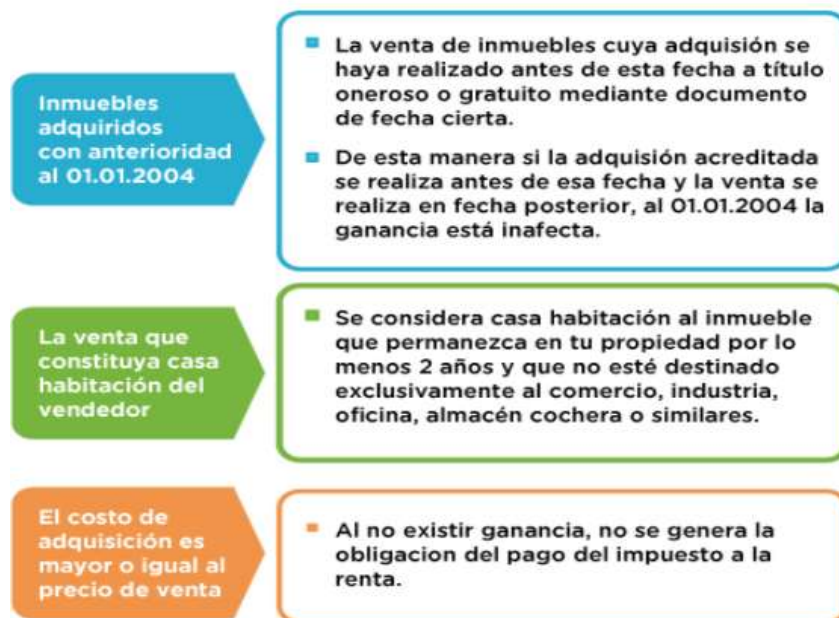 Inmuebles
adquiridos
con anterioridad
al 01.01.2004
La venta de inmuebles cuya adquisión se
haya realizado antes de esta fecha a título
oneroso o gratuito mediante documento
de fecha cierta.
De esta manera si la adquisión acreditada
se realiza antes de esa fecha y la venta se
realiza en fecha posterior, al 01.01.2004 la
ganancia está inafecta.
La venta que
constituya casa
habitación del
vendedor
Se considera casa habitación al inmueble
que permanezca en tu propiedad por lo
menos 2 años y que no esté destinado
exclusivamente al comercio, industria,
oficina, almacén cochera o similares.
El costo de
adquisición es
mayor o igual al
precio de venta
Al no existir ganancia, no se genera la
obligacion del pago del impuesto a la
renta.